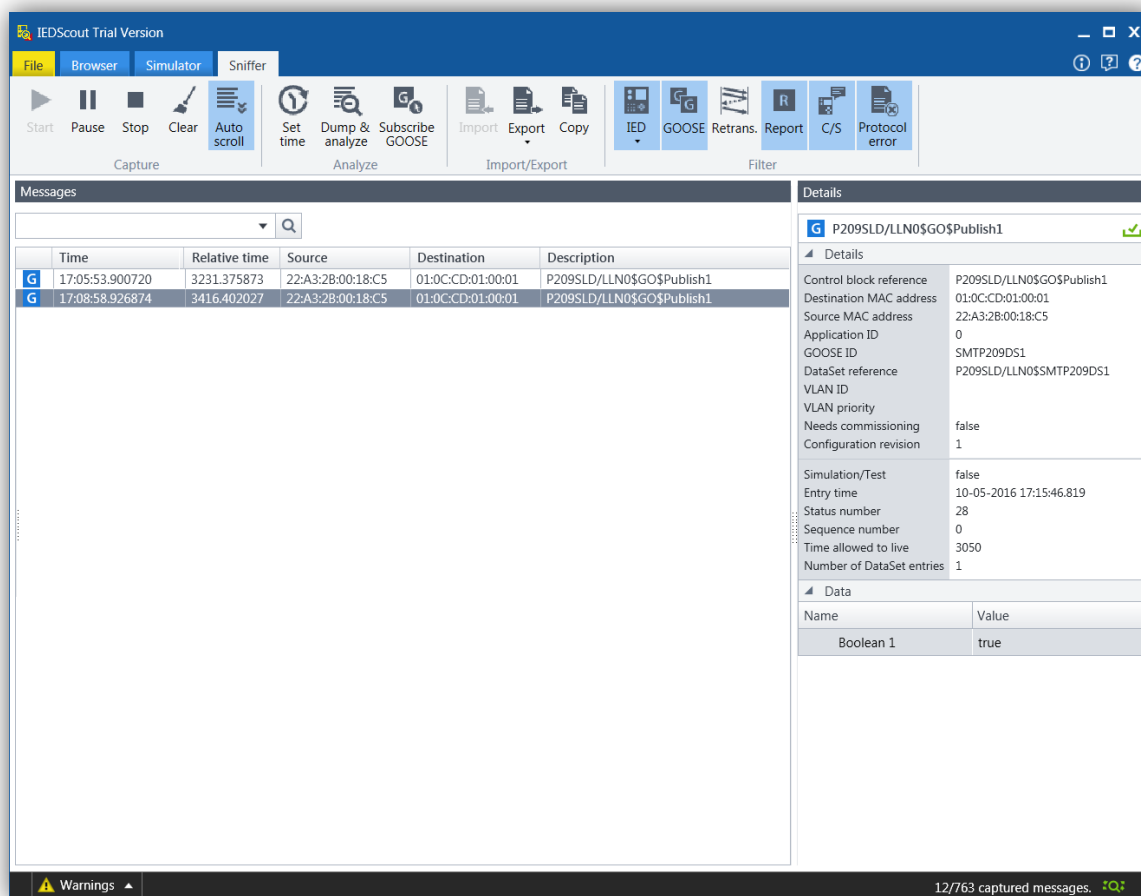 IEDScout Trial Version
File Browser Simulator Sniffer
Start Pause Stop Clear Auto scroll Set time Dump & analyze Subscribe GOOSE Import Export Copy IED GOOSE Retrans. Report C/S Protocol error
Capture Analyze Import/Export Filter
Messages
Time Relative time Source Destination Description
G 17:05:53.900720 3231.375873 22:A3:2B:00:18:C5 01:0C:CD:01:00:01 P209SLD/LLN0$GO$Publish1
G 17:08:58.926874 3416.402027 22:A3:2B:00:18:C5 01:0C:CD:01:00:01 P209SLD/LLN0$GO$Publish1
Details
G P209SLD/LLN0$GO$Publish1
Details
Control block reference P209SLD/LLN0$GO$Publish1
Destination MAC address 01:0C:CD:01:00:01
Source MAC address 22:A3:2B:00:18:C5
Application ID 0
GOOSE ID SMTP209DS1
DataSet reference P209SLD/LLN0$SMTP209DS1
VLAN ID
VLAN priority
Needs commissioning false
Configuration revision 1
Simulation/Test false
Entry time 10-05-2016 17:15:46.819
Status number 28
Sequence number 0
Time allowed to live 3050
Number of DataSet entries 1
Data
Name Value
Boolean 1 true
Warnings
12/763 captured messages.